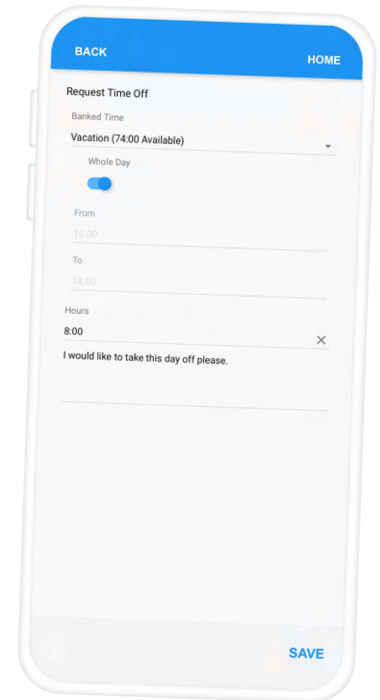 BACK
HOME
Request Time Off
Banked Time
Vacation (74:00 Available)
Whole Day
From
10:00
To
14:00
Hours
8:00
I would like to take this day off please.
SAVE